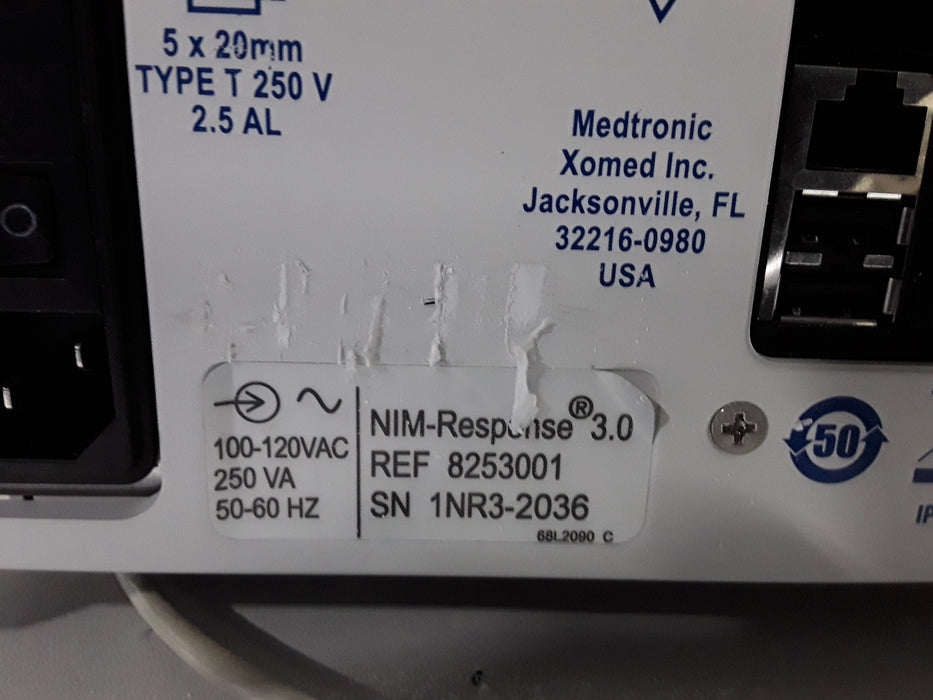 5 x 20mm
TYPE T 250 V
2.5 AL
Medtronic
Xomed Inc.
Jacksonville, FL
32216-0980
USA
100-120VAC
250 VA
50-60 HZ
NIM-Response® 3.0
REF 8253001
SN 1NR3-2036
68L2090 C
50
IP